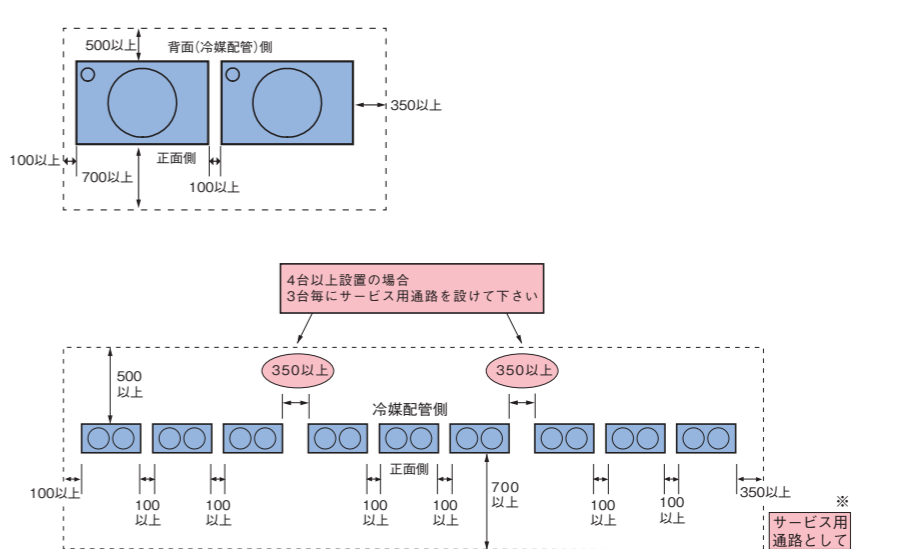 500以上
背面(冷媒配管)側
350以上
100以上
正面側
700以上
100以上
4台以上設置の場合
3台毎にサービス用通路を設けて下さい
350以上
350以上
500
以上
冷媒配管側
正面側
100以上
100
以上
100
以上
100
以上
100
以上
700
以上
100
以上
100
以上
350以上
※
サービス用
通路として